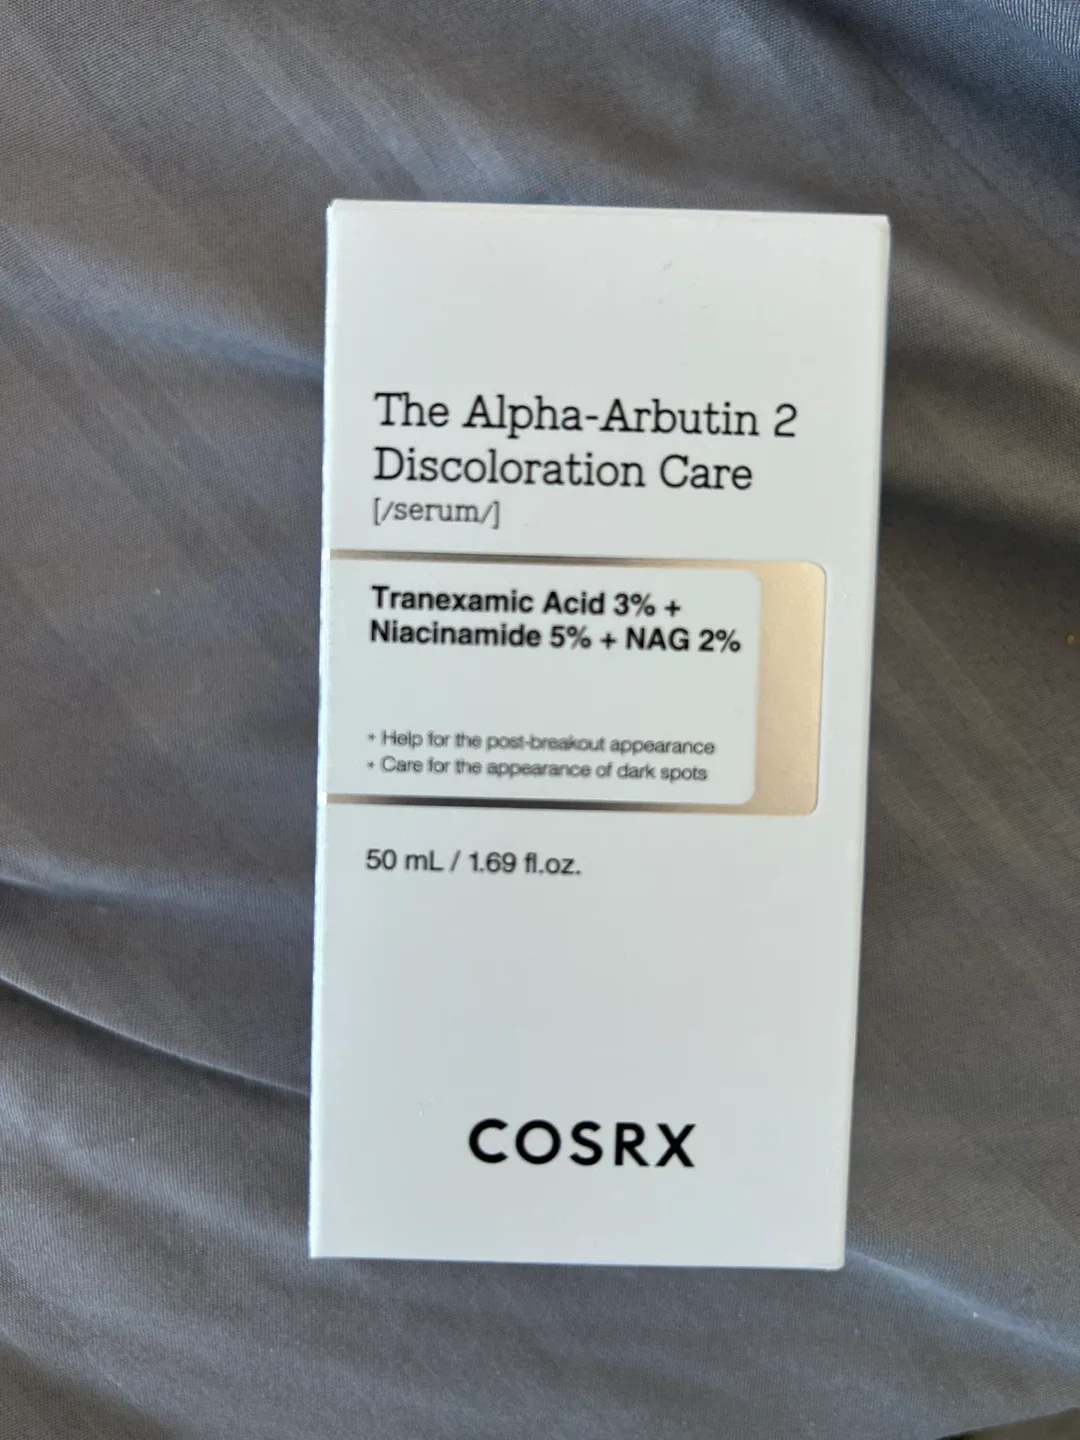 The Alpha-Arbutin 2
Discoloration Care
[/serum/]
Tranexamic Acid 3% +
Niacinamide 5% + NAG 2%
+ Help for the post-breakout appearance
+ Care for the appearance of dark spots
50 mL / 1.69 fl.oz.
COSRX